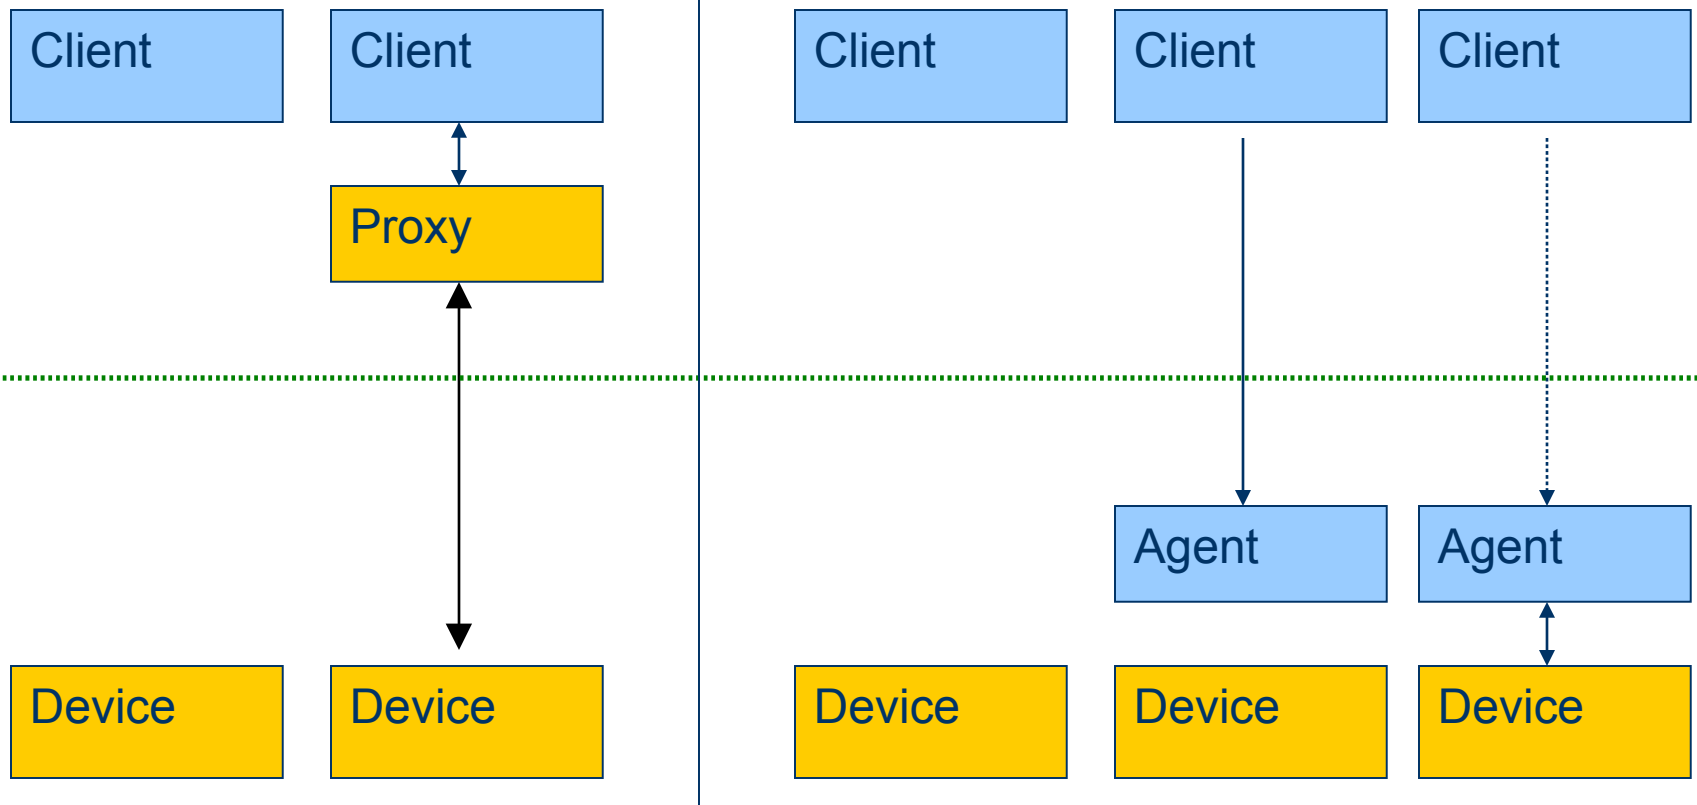 Client
Client
Client
Client
Client
Proxy
Agent
Agent
Device
Device
Device
Device
Device